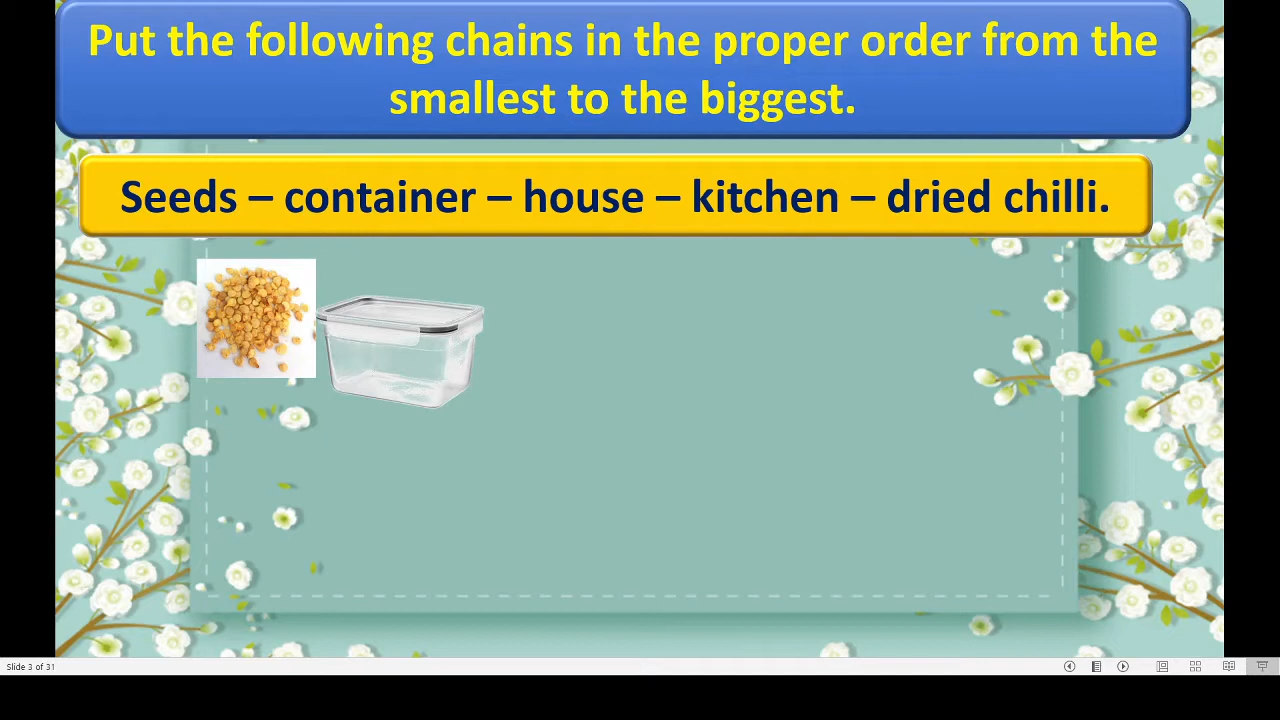 Put the following chains in the proper order from the
smallest to the biggest.
Seeds – container – house – kitchen – dried chilli.
Slide 3 of 31